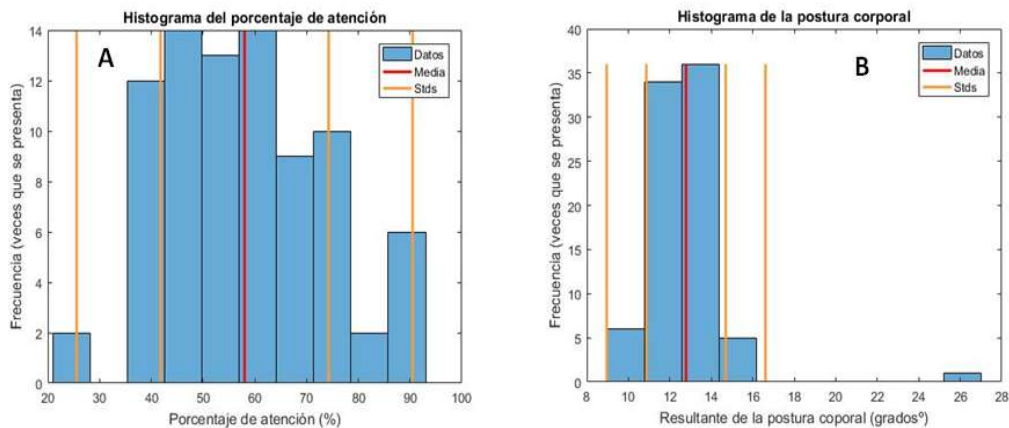 Histograma del porcentaje de atención
A
Datos
Media
Stds
Frecuencia (veces que se presenta)
14
12
10
8
6
4
2
0
20 30 40 50 60 70 80 90 100
Porcentaje de atención (%)
Histograma de la postura corporal
B
Datos
Media
Stds
Frecuencia (veces que se presenta)
40
35
30
25
20
15
10
5
0
8 10 12 14 16 18 20 22 24 26 28
Resultante de la postura coporal (gradosº)